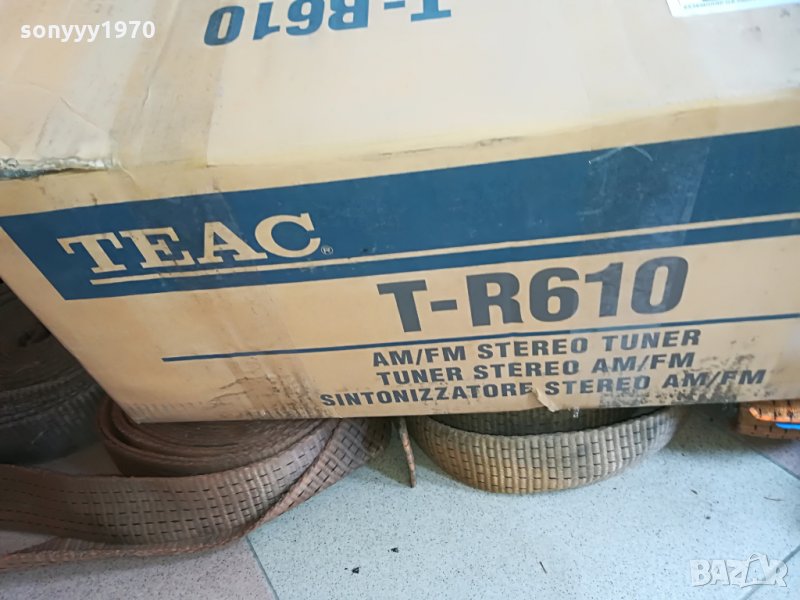 sonyyy1970
T-R610
TEAC®
T-R610
AM/FM STEREO TUNER
TUNER STEREO AM/FM
SINTONIZZATORE STEREO AM/FM
BAZAR